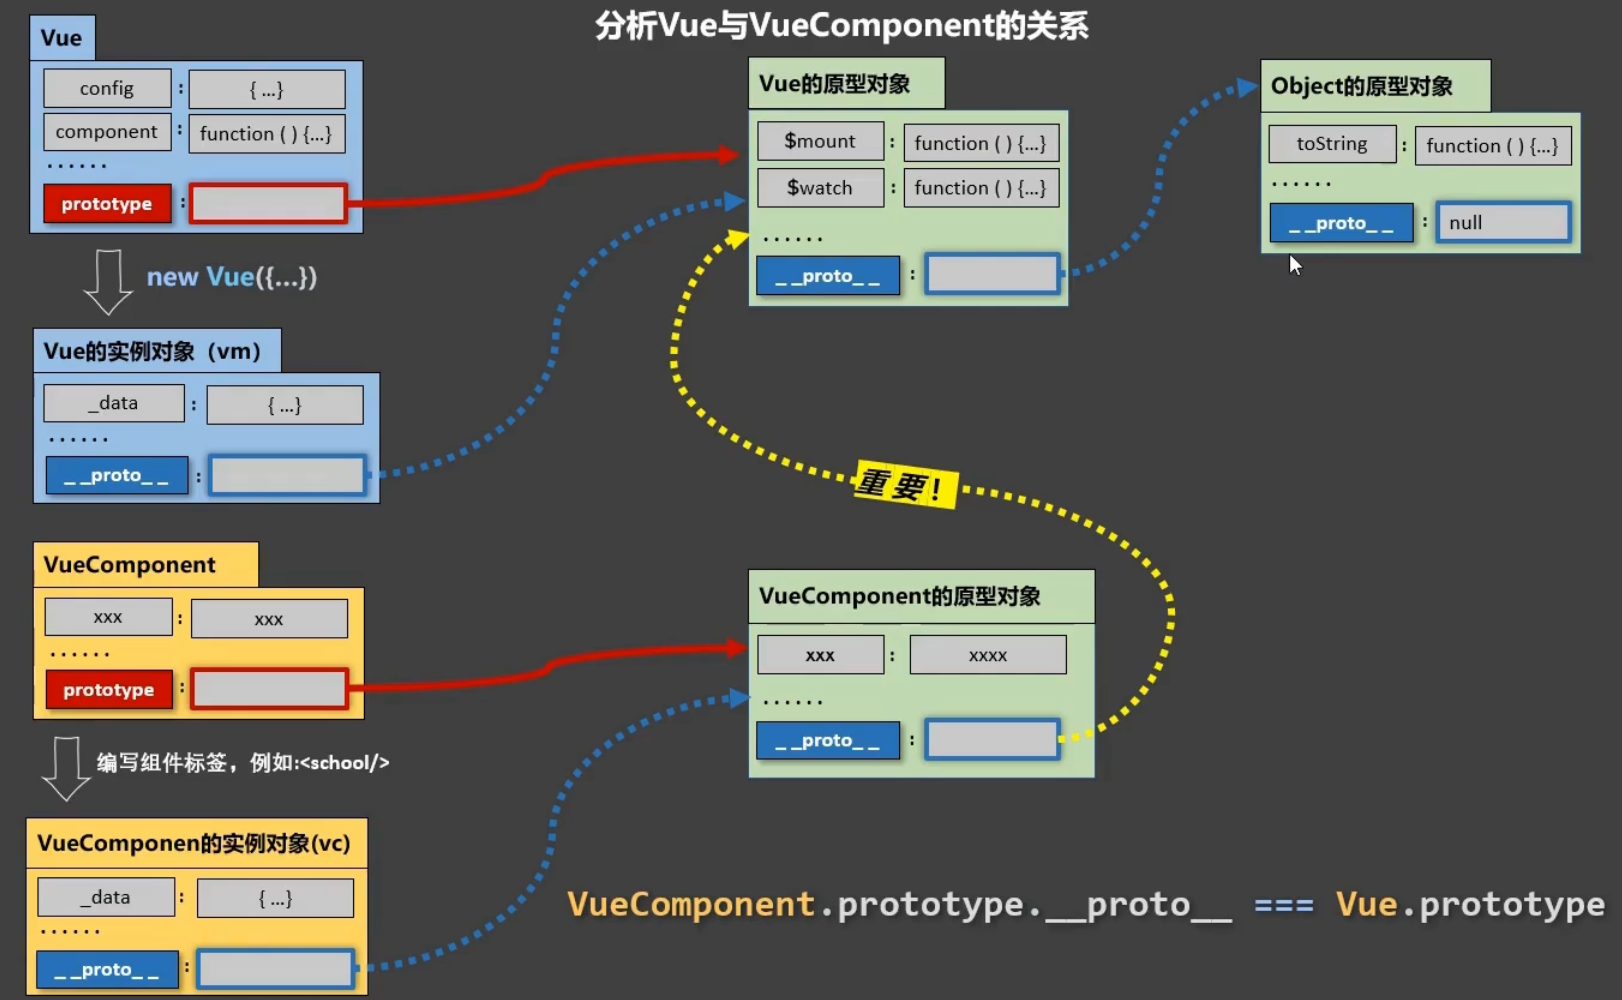 分析Vue与VueComponent的关系
Vue
config : { ...}
component : function ( ) {...}
······
prototype :
new Vue({...})
Vue的实例对象（vm）
_data : { ...}
······
_ _proto_ _ :
VueComponent
xxx : xxx
······
prototype :
编写组件标签，例如:<school/>
VueComponen的实例对象(vc)
_data : { ...}
······
_ _proto_ _ :
Vue的原型对象
$mount : function ( ) {...}
$watch : function ( ) {...}
······
_ _proto_ _ :
Object的原型对象
toString : function ( ) {...}
······
_ _proto_ _ : null
重要！
VueComponent的原型对象
xxx : xxxx
······
_ _proto_ _ :
VueComponent.prototype.__proto__ === Vue.prototype